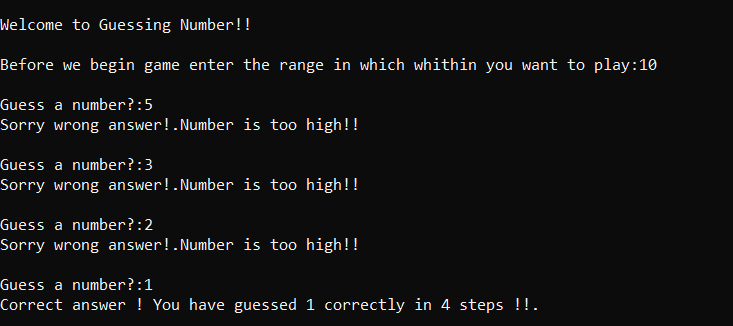 Welcome to Guessing Number!!
Before we begin game enter the range in which whithin you want to play:10
Guess a number?:5
Sorry wrong answer!.Number is too high!!
Guess a number?:3
Sorry wrong answer!.Number is too high!!
Guess a number?:2
Sorry wrong answer!.Number is too high!!
Guess a number?:1
Correct answer ! You have guessed 1 correctly in 4 steps !!.